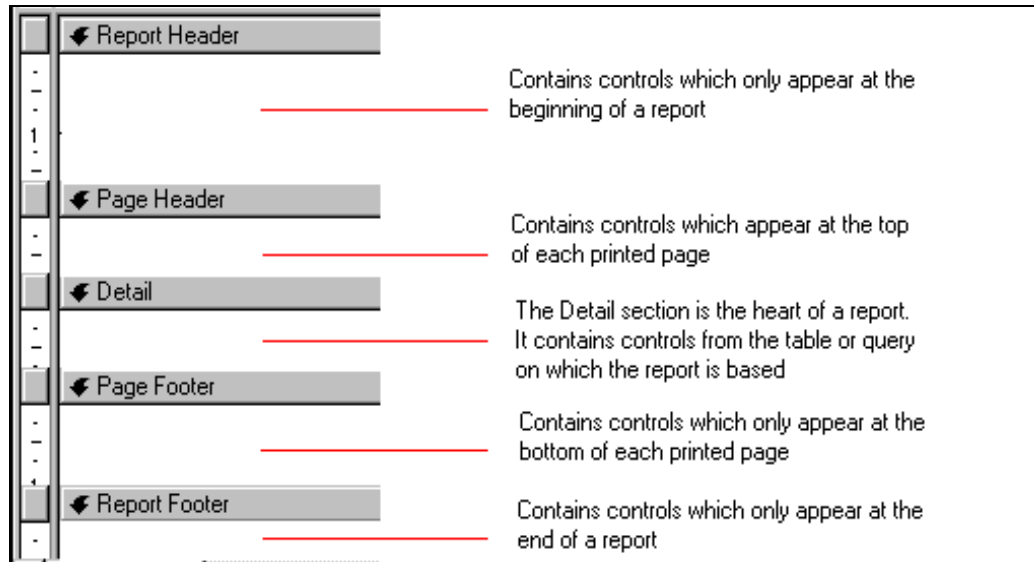 Report Header
Contains controls which only appear at the
beginning of a report
1
Page Header
Contains controls which appear at the top
of each printed page
Detail
The Detail section is the heart of a report.
It contains controls from the table or query
on which the report is based
Page Footer
Contains controls which only appear at the
bottom of each printed page
Report Footer
Contains controls which only appear at the
end of a report